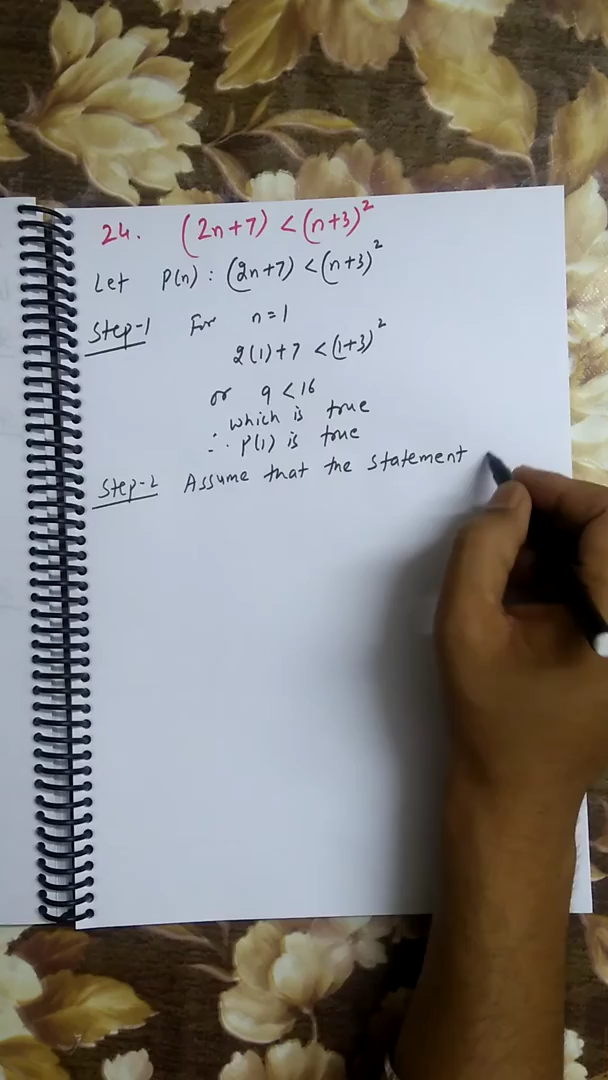 24. (2n+7) < (n+3)²
Let P(n) : (2n+7) < (n+3)²
Step-1 For n=1
2(1)+7 < (1+3)²
or 9 < 16
which is true
∴ P(1) is true
Step-2 Assume that the statement